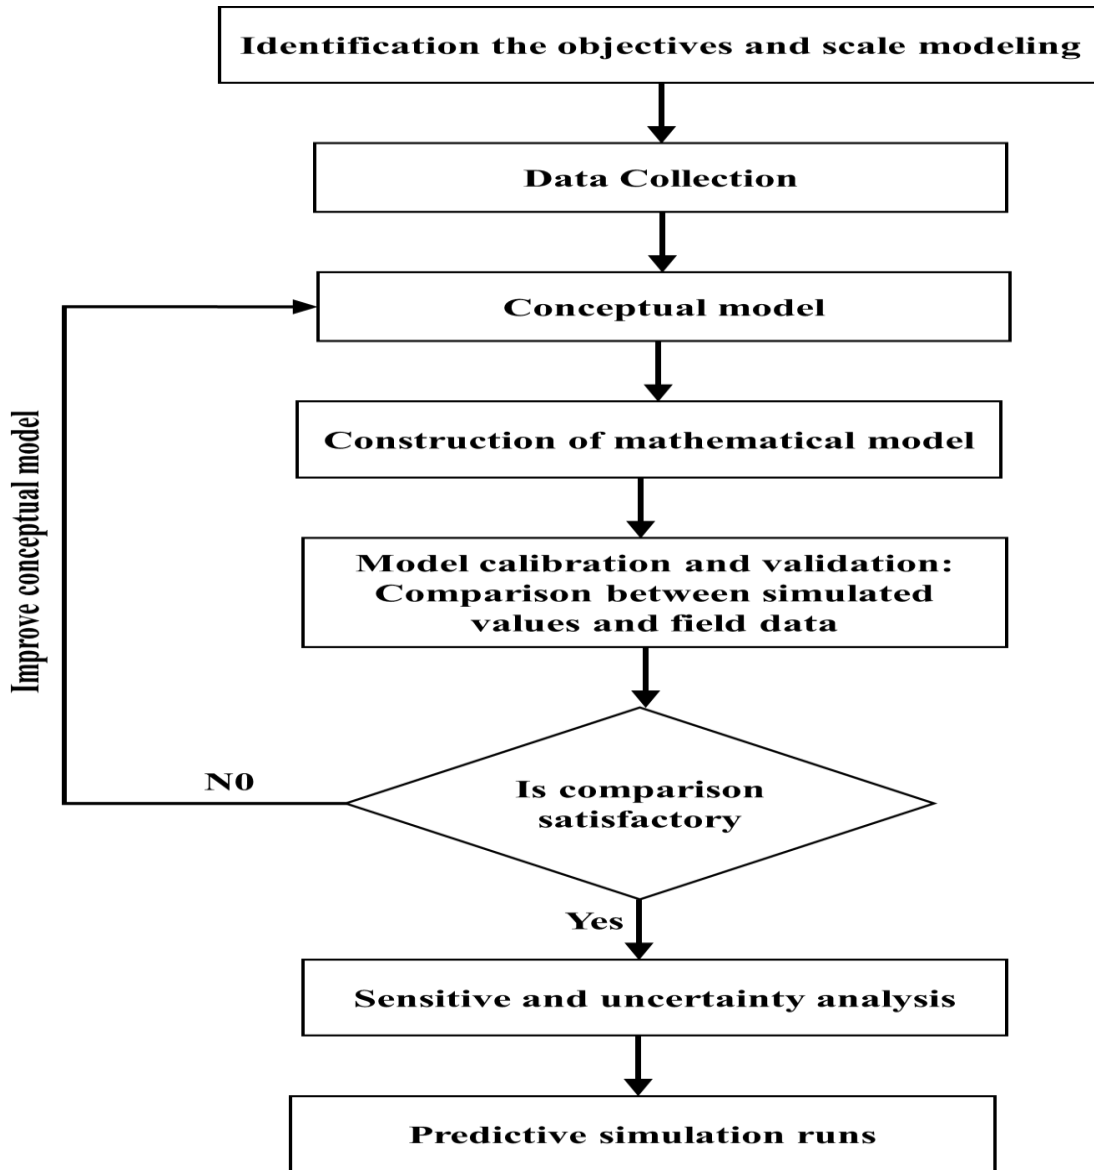 Identification the objectives and scale modeling
Data Collection
Conceptual model
Construction of mathematical model
Model calibration and validation:
Comparison between simulated
values and field data
Improve conceptual model
N0
Is comparison
satisfactory
Yes
Sensitive and uncertainty analysis
Predictive simulation runs